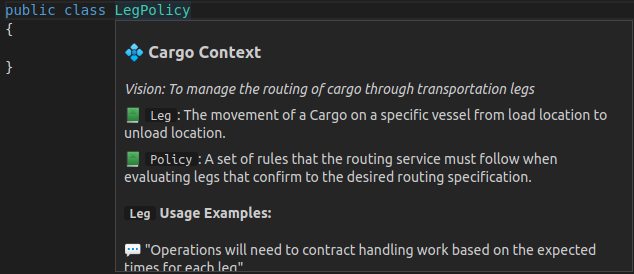 public class LegPolicy
{
}
Cargo Context
Vision: To manage the routing of cargo through transportation legs
Leg : The movement of a Cargo on a specific vessel from load location to
unload location.
Policy : A set of rules that the routing service must follow when
evaluating legs that confirm to the desired routing specification.
Leg Usage Examples:
"Operations will need to contract handling work based on the expected
times for each leg"